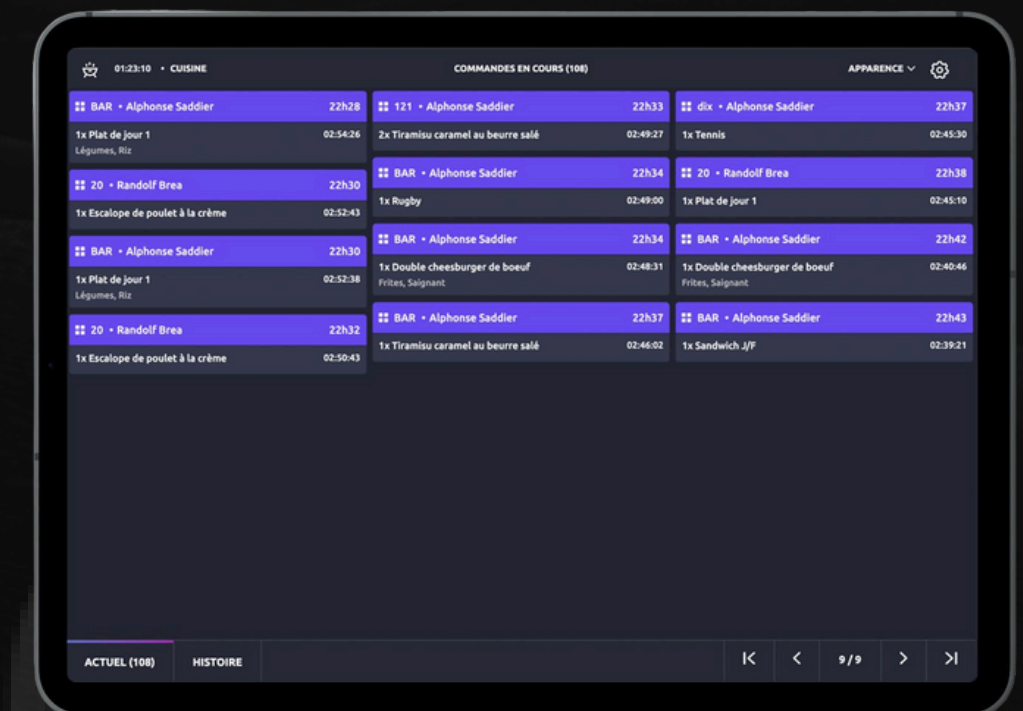 01:23:10 • CUISINE
COMMANDES EN COURS (108)
APPARENCE
BAR • Alphonse Saddier 22h28
1x Plat de jour 1 02:54:26
Légumes, Riz
20 • Randolf Brea 22h30
1x Escalope de poulet à la crème 02:52:43
BAR • Alphonse Saddier 22h30
1x Plat de jour 1 02:52:38
Légumes, Riz
20 • Randolf Brea 22h32
1x Escalope de poulet à la crème 02:50:43
121 • Alphonse Saddier 22h33
2x Tiramisu caramel au beurre salé 02:49:27
BAR • Alphonse Saddier 22h34
1x Rugby 02:49:00
BAR • Alphonse Saddier 22h34
1x Double cheesburger de boeuf 02:48:31
Frites, Saignant
BAR • Alphonse Saddier 22h37
1x Tiramisu caramel au beurre salé 02:46:02
dix • Alphonse Saddier 22h37
1x Tennis 02:45:30
20 • Randolf Brea 22h38
1x Plat de jour 1 02:45:10
BAR • Alphonse Saddier 22h42
1x Double cheesburger de boeuf 02:40:46
Frites, Saignant
BAR • Alphonse Saddier 22h43
1x Sandwich J/F 02:39:21
ACTUEL (108)
HISTOIRE
9/9